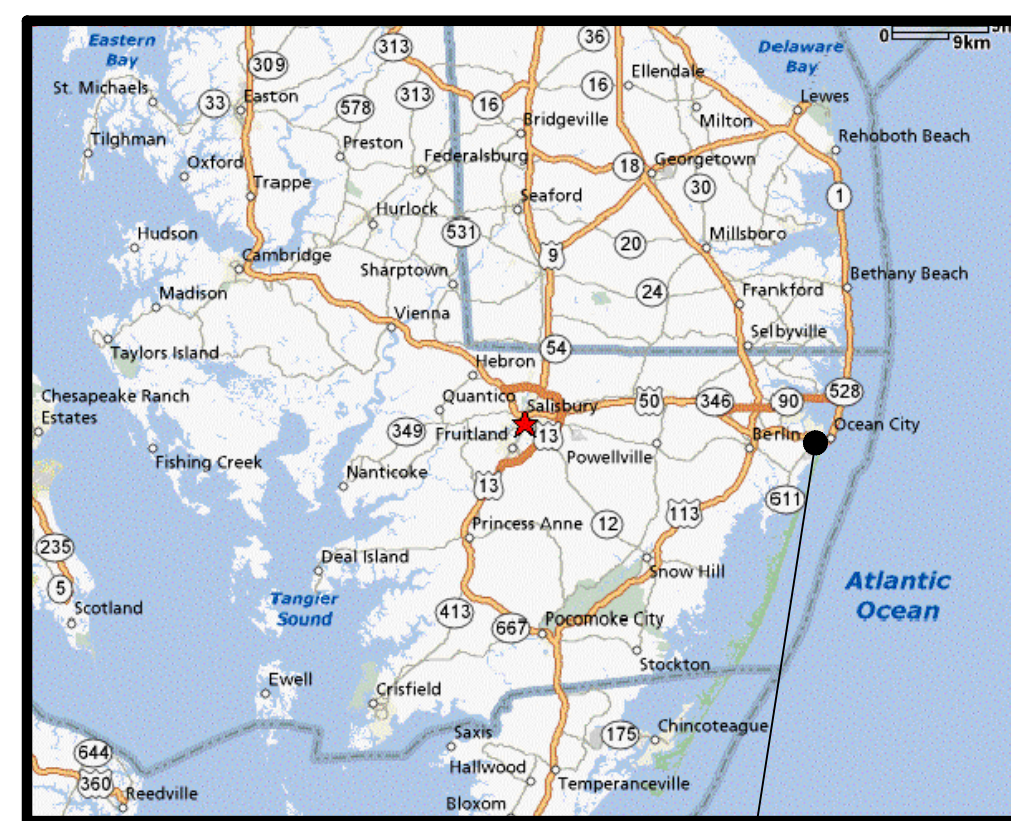 Eastern
Bay
313
36
Delaware
Bay
0
9km
309
St. Michaels
33
Easton
578
313
16
16
Ellendale
Lewes
Milton
Bridgeville
Tilghman
Preston
Rehoboth Beach
Oxford
Federalsburg
18
Georgetown
Trappe
30
1
Seaford
Hurlock
Hudson
531
20
Millsboro
Cambridge
9
Sharptown
Bethany Beach
Madison
24
Frankford
Vienna
Selbyville
Taylors Island
54
Hebron
Chesapeake Ranch
Estates
Quantico
Salisbury
50
346
90
528
349
Fruitland
13
Berlin
Ocean City
Powellville
Fishing Creek
Nanticoke
13
611
113
Princess Anne
12
235
Deal Island
Snow Hill
5
Atlantic
Ocean
Scotland
Tangier
Sound
413
667
Pocomoke City
Stockton
Ewell
Crisfield
Saxis
175
Chincoteague
644
Hallwood
360
Reedville
Temperanceville
Bloxom